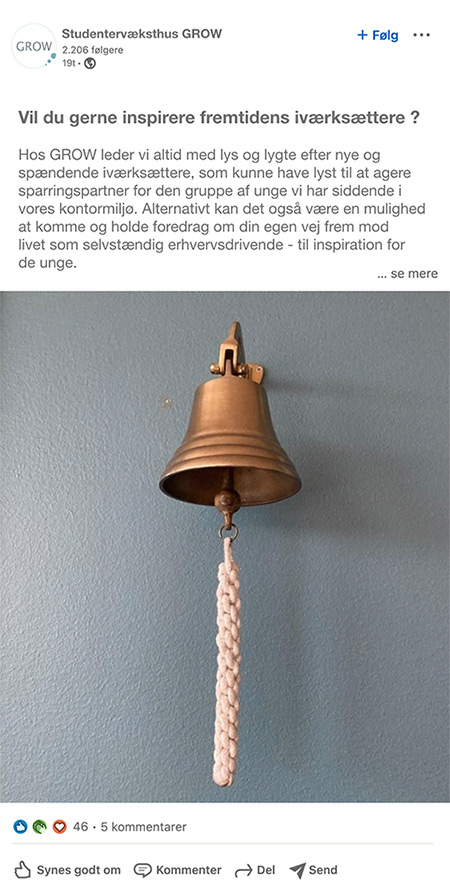 GROW
Studentervæksthus GROW
2.206 følgere
19t •
+ Følg
Vil du gerne inspirere fremtidens iværksættere ?
Hos GROW leder vi altid med lys og lygte efter nye og
spændende iværksættere, som kunne have lyst til at agere
sparringspartner for den gruppe af unge vi har siddende i
vores kontormiljø. Alternativt kan det også være en mulighed
at komme og holde foredrag om din egen vej frem mod
livet som selvstændig erhvervsdrivende - til inspiration for
de unge.
... se mere
46 • 5 kommentarer
Synes godt om
Kommenter
Del
Send